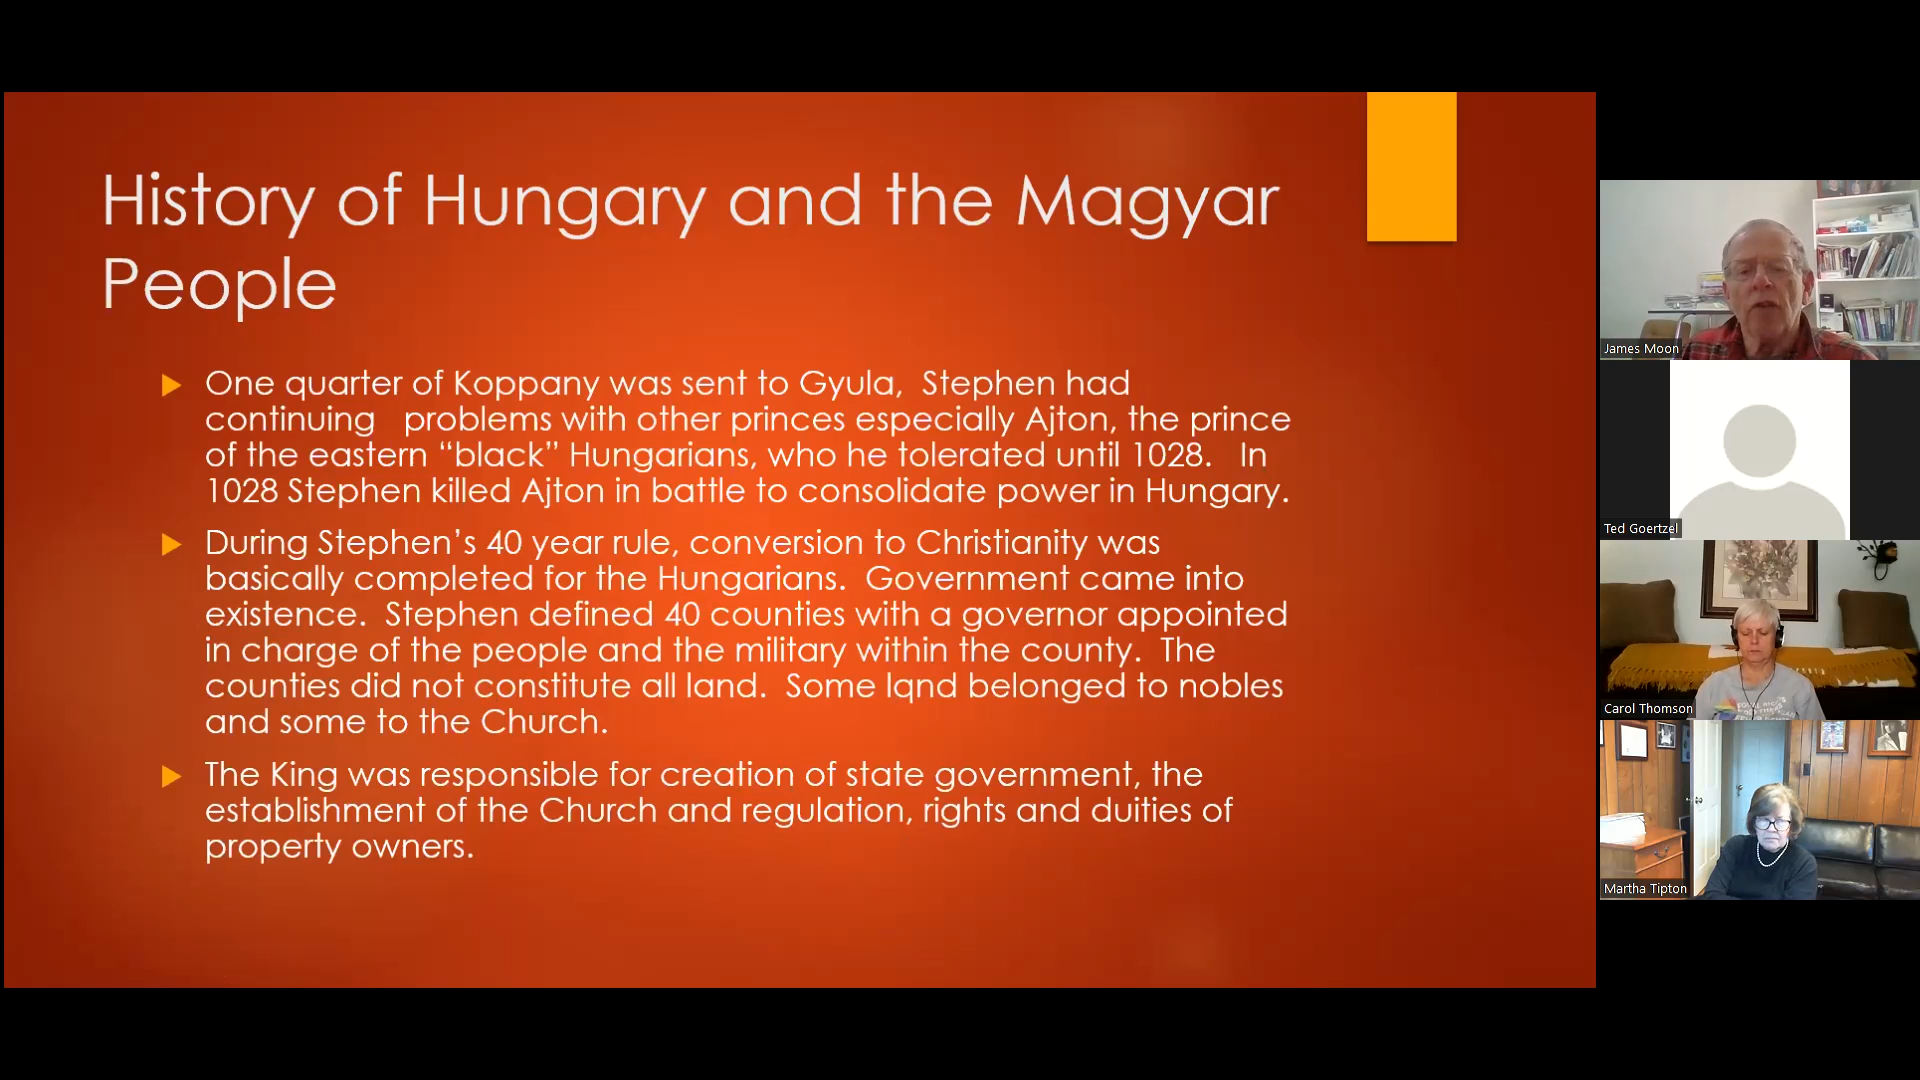 History of Hungary and the Magyar
People
One quarter of Koppany was sent to Gyula,  Stephen had
continuing   problems with other princes especially Ajton, the prince
of the eastern “black” Hungarians, who he tolerated until 1028.   In
1028 Stephen killed Ajton in battle to consolidate power in Hungary.
During Stephen’s 40 year rule, conversion to Christianity was
basically completed for the Hungarians.  Government came into
existence.  Stephen defined 40 counties with a governor appointed
in charge of the people and the military within the county.  The
counties did not constitute all land.  Some lqnd belonged to nobles
and some to the Church.
The King was responsible for creation of state government, the
establishment of the Church and regulation, rights and duities of
property owners.
James Moon
Ted Goertzel
Carol Thomson
Martha Tipton